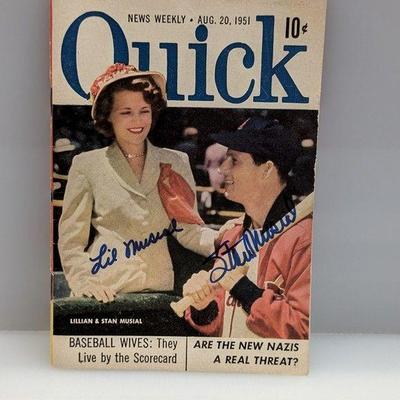 NEWS WEEKLY • AUG. 20, 1951
10¢
Quick
Lil Musial
Stan Musial
LILLIAN & STAN MUSIAL
BASEBALL WIVES: They
Live by the Scorecard
ARE THE NEW NAZIS
A REAL THREAT?